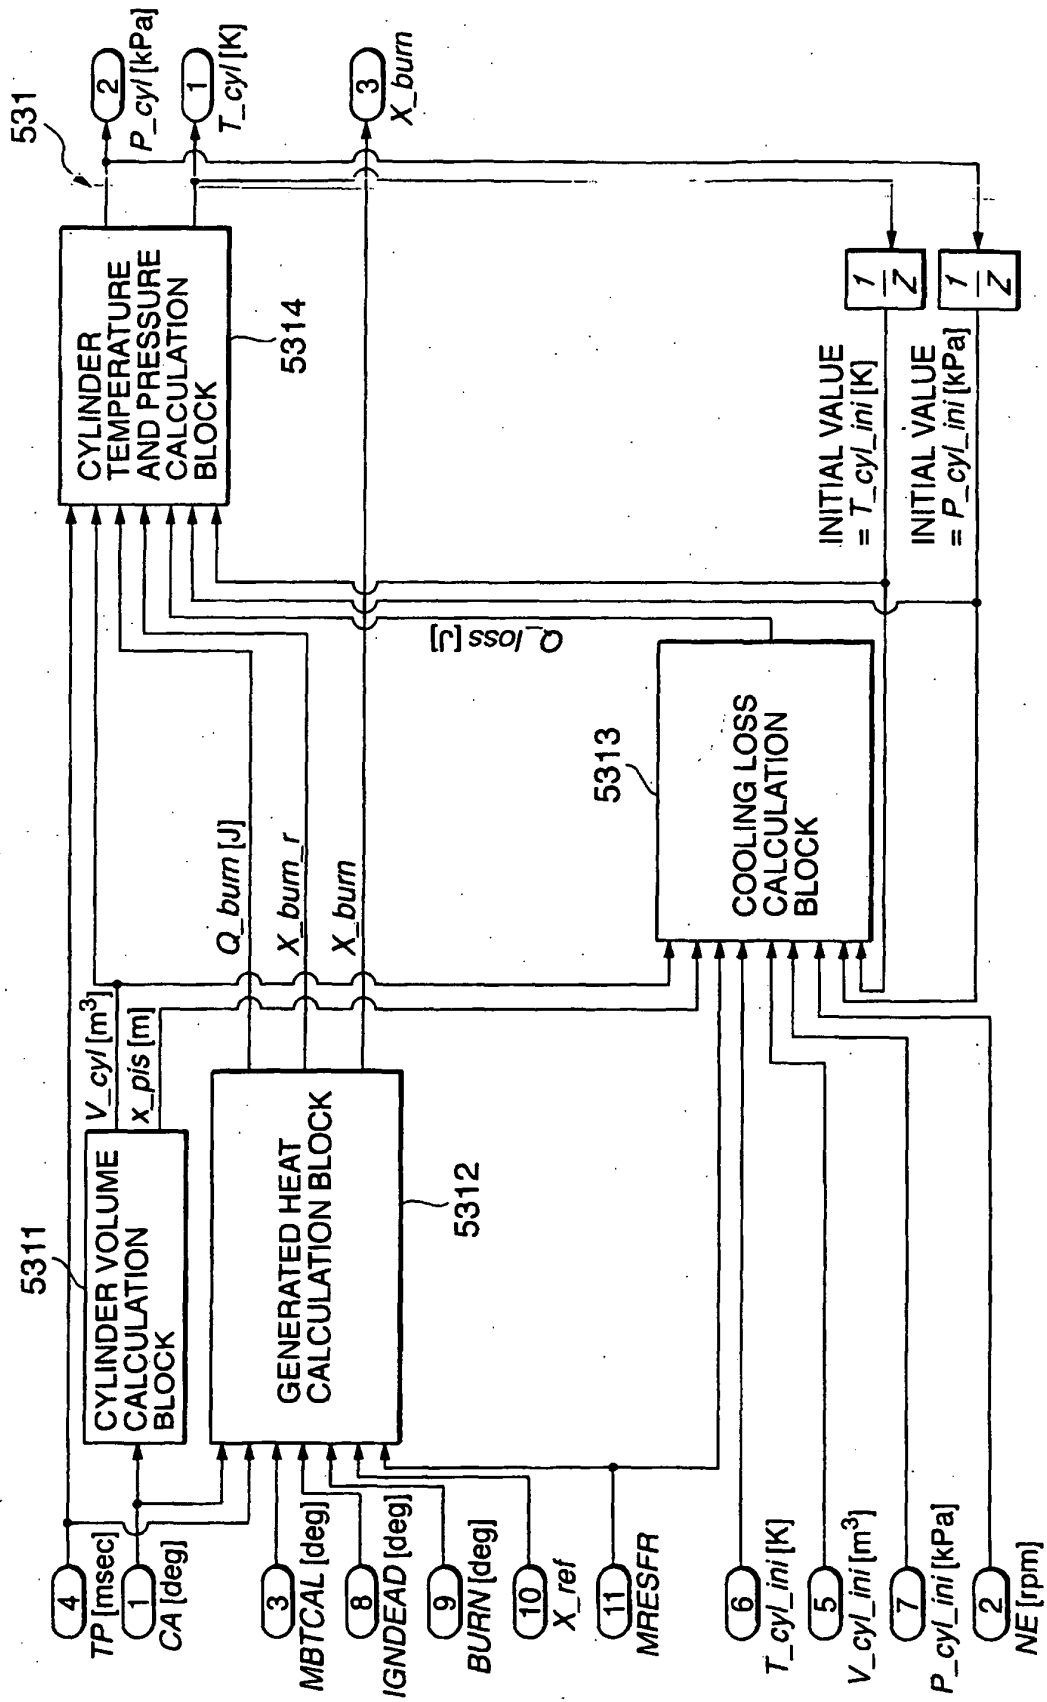 531
2
P_cyl [kPa]
1
T_cyl [K]
3
X_burn
CYLINDER
TEMPERATURE
AND PRESSURE
CALCULATION
BLOCK
5314
1
Z
1
Z
INITIAL VALUE
= T_cyl_ini [K]
INITIAL VALUE
= P_cyl_ini [kPa]
Q_loss [J]
5313
COOLING LOSS
CALCULATION
BLOCK
Q_burn [J]
X_burn_r
X_burn
V_cyl [m³]
x_pis [m]
5311
CYLINDER VOLUME
CALCULATION
BLOCK
GENERATED HEAT
CALCULATION BLOCK
5312
4
TP [msec]
1
CA [deg]
3
MBTCAL [deg]
8
IGNDEAD [deg]
9
BURN [deg]
10
X_ref
11
MRESFR
6
T_cyl_ini [K]
5
V_cyl_ini [m³]
7
P_cyl_ini [kPa]
2
NE [rpm]